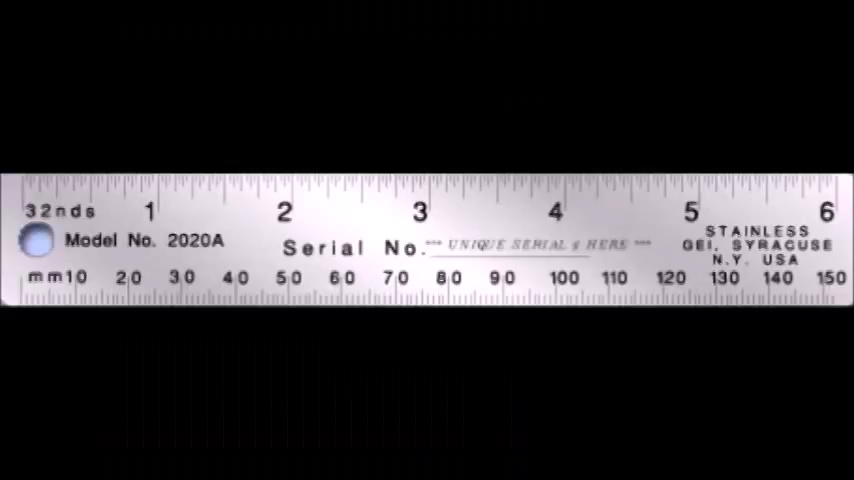 1 2 3 4 5 6
32nds
Model No. 2020A
Serial No. *** UNIQUE SERIAL # HERE ***
STAINLESS
GEI, SYRACUSE
N.Y. USA
mm10 20 30 40 50 60 70 80 90 100 110 120 130 140 150